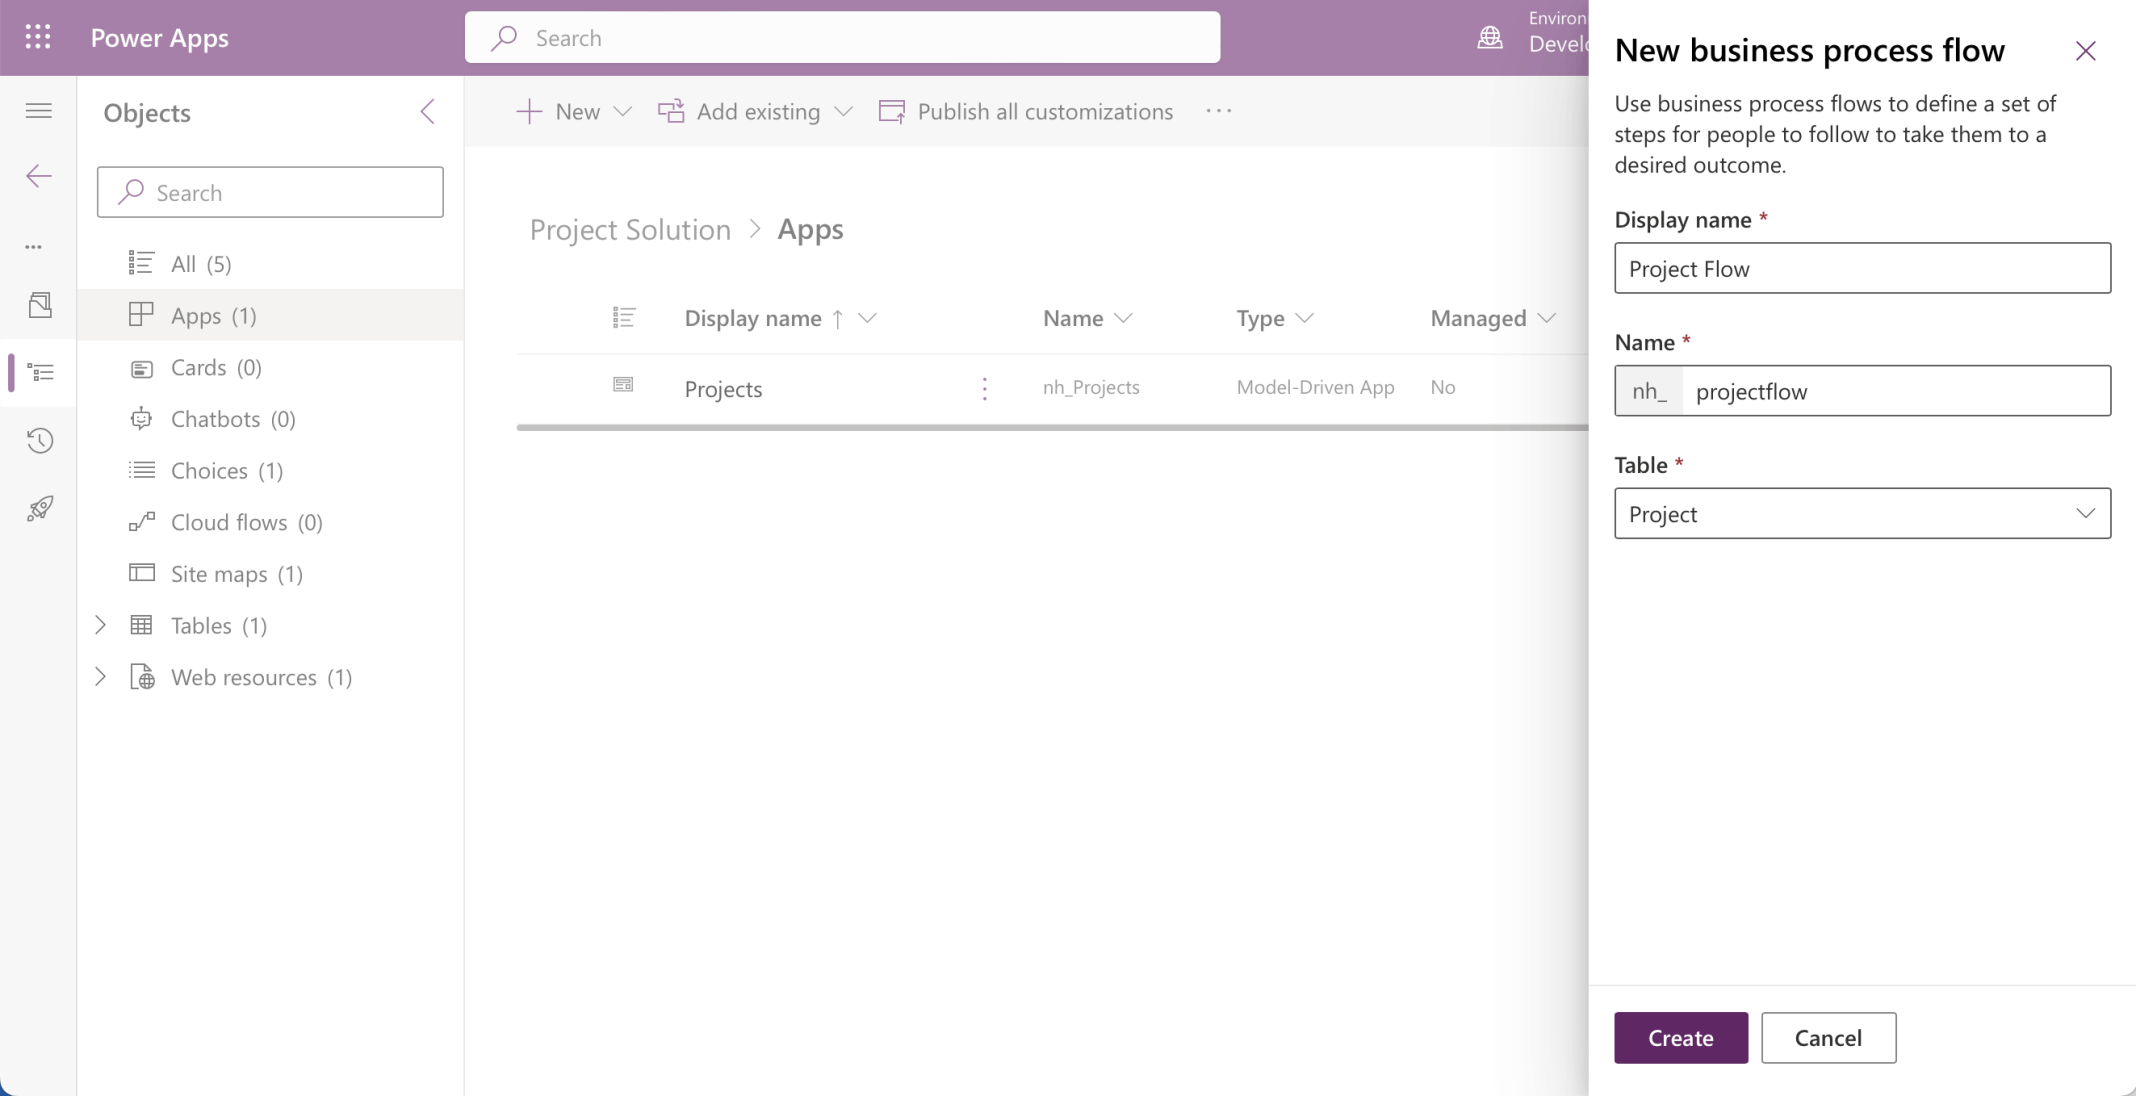 Power Apps
Search
Environ
Develo
Objects
Search
All (5)
Apps (1)
Cards (0)
Chatbots (0)
Choices (1)
Cloud flows (0)
Site maps (1)
Tables (1)
Web resources (1)
New
Add existing
Publish all customizations
Project Solution > Apps
Display name ↑ Name Type Managed
Projects nh_Projects Model-Driven App No
New business process flow
Use business process flows to define a set of
steps for people to follow to take them to a
desired outcome.
Display name *
Project Flow
Name *
nh_ projectflow
Table *
Project
Create Cancel